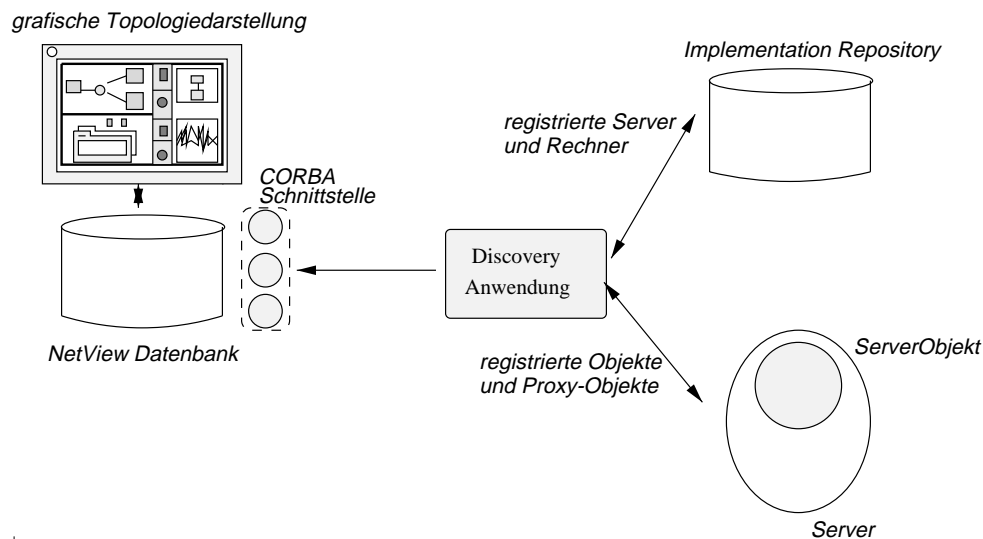 grafische Topologiedarstellung
Implementation Repository
registrierte Server
und Rechner
CORBA
Schnittstelle
Discovery
Anwendung
NetView Datenbank
registrierte Objekte
und Proxy-Objekte
ServerObjekt
Server